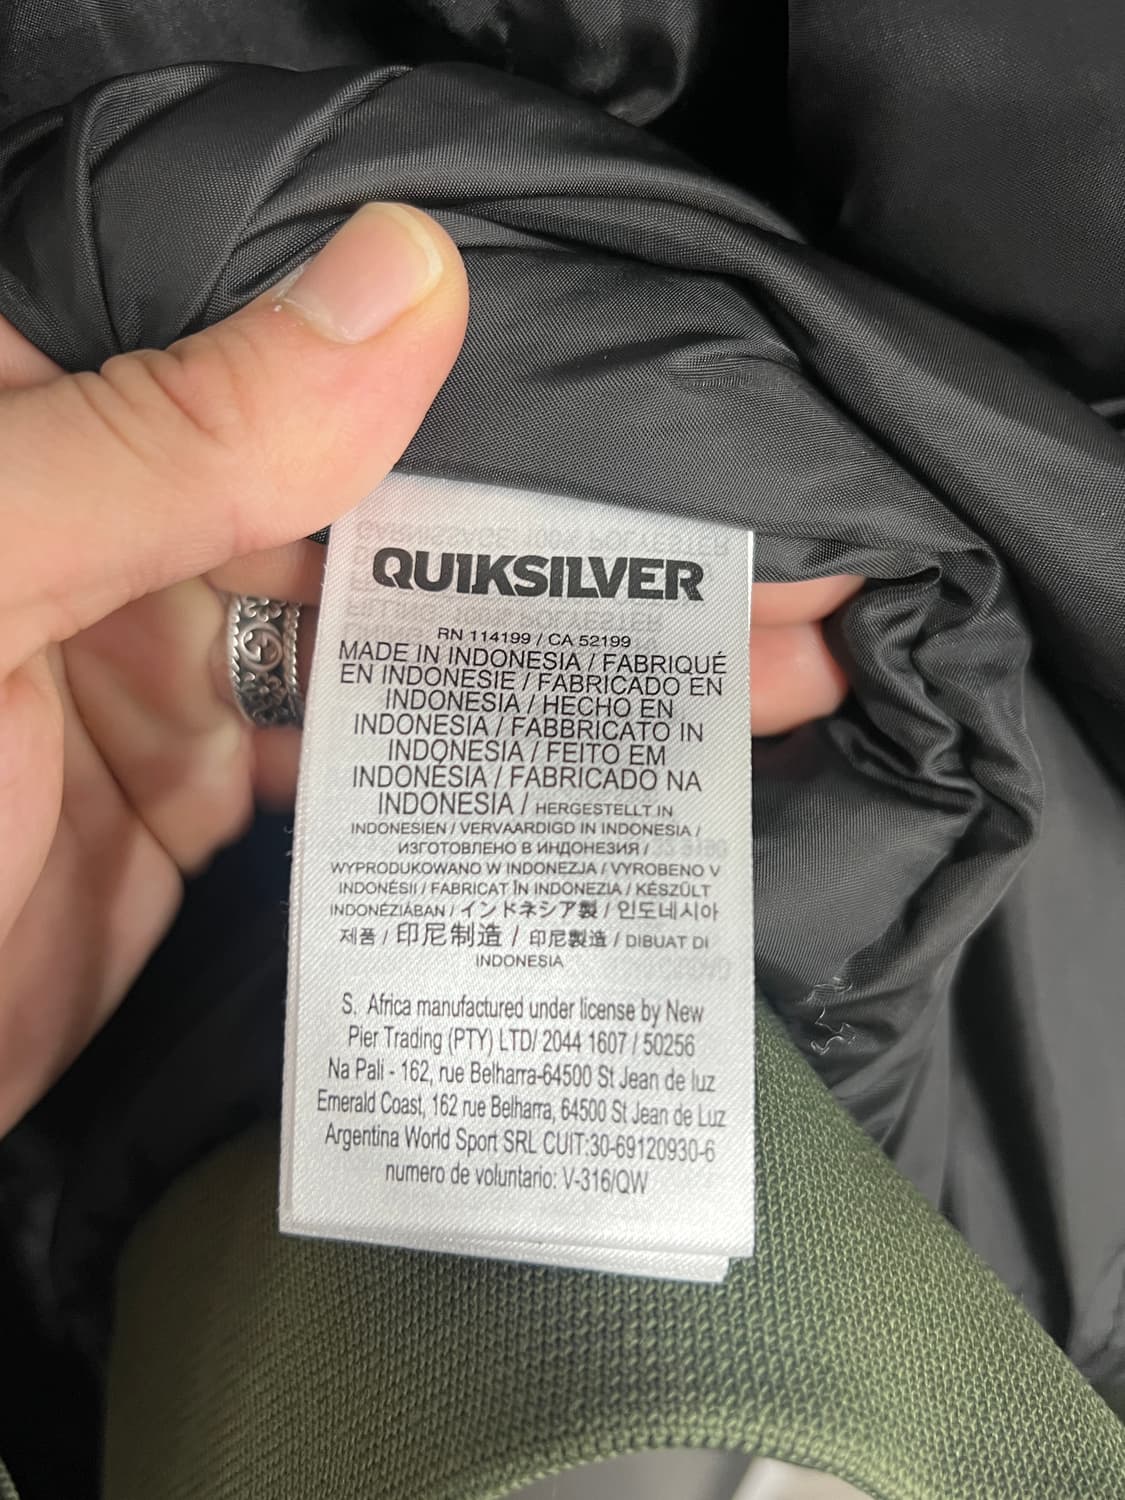 QUIKSILVER
RN 114199 / CA 52199
MADE IN INDONESIA / FABRIQUÉ
EN INDONESIE / FABRICADO EN
INDONESIA / HECHO EN
INDONESIA / FABBRICATO IN
INDONESIA / FEITO EM
INDONÉSIA / FABRICADO NA
INDONESIA / HERGESTELLT IN
INDONESIEN / VERVAARDIGD IN INDONESIA /
ИЗГОТОВЛЕНО В ИНДОНЕЗИЯ /
WYPRODUKOWANO W INDONEZJA / VYROBENO V
INDONÉSII / FABRICAT ÎN INDONEZIA / KÉSZÜLT
INDONÉZIÁBAN / インドネシア製 / 인도네시아
제품 / 印尼制造 / 印尼製造 / DIBUAT DI
INDONESIA
S. Africa manufactured under license by New
Pier Trading (PTY) LTD/ 2044 1607 / 50256
Na Pali - 162, rue Belharra-64500 St Jean de luz
Emerald Coast, 162 rue Belharra, 64500 St Jean de Luz
Argentina World Sport SRL CUIT:30-69120930-6
numero de voluntario: V-316/QW